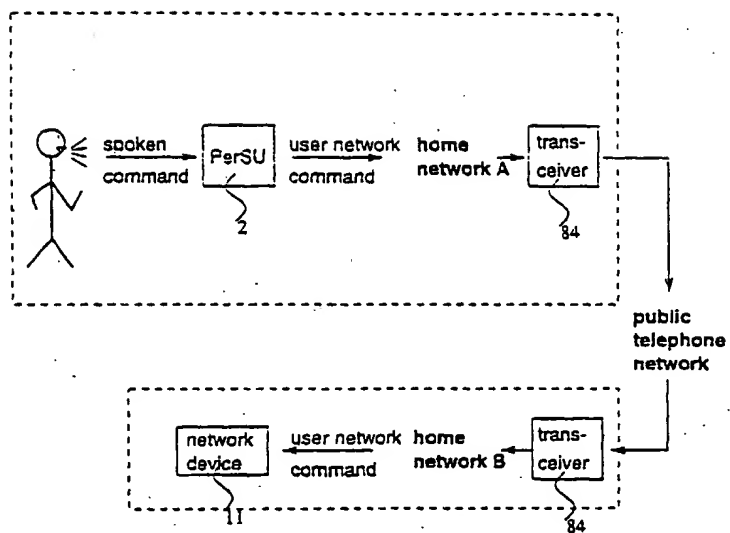 spoken
command
PerSU
2
user network
command
home
network A
trans-
ceiver
84
public
telephone
network
network
device
11
user network
command
home
network B
trans-
ceiver
84